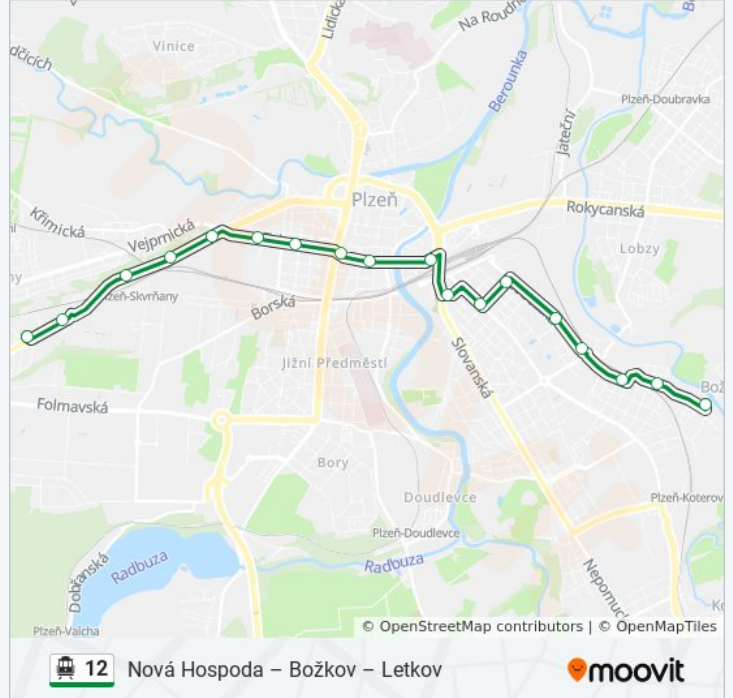 Lidická
Na Roudné
Vinice
Berounka
Plzeň-Doubravka
Jateční
Plzeň
Rokycanská
Křimická
Vejprnická
Lobzy
Plzeň-Skvrňany
Borská
Jižní Předměstí
Slovanská
Folmavská
Bory
Doudlevce
Plzeň-Koterov
Plzeň-Doudlevce
Radbuza
Radbuza
Dobřanská
Nepomuc
Plzeň-Valcha
© OpenStreetMap contributors | © OpenMapTiles
12 Nová Hospoda – Božkov – Letkov
moovit